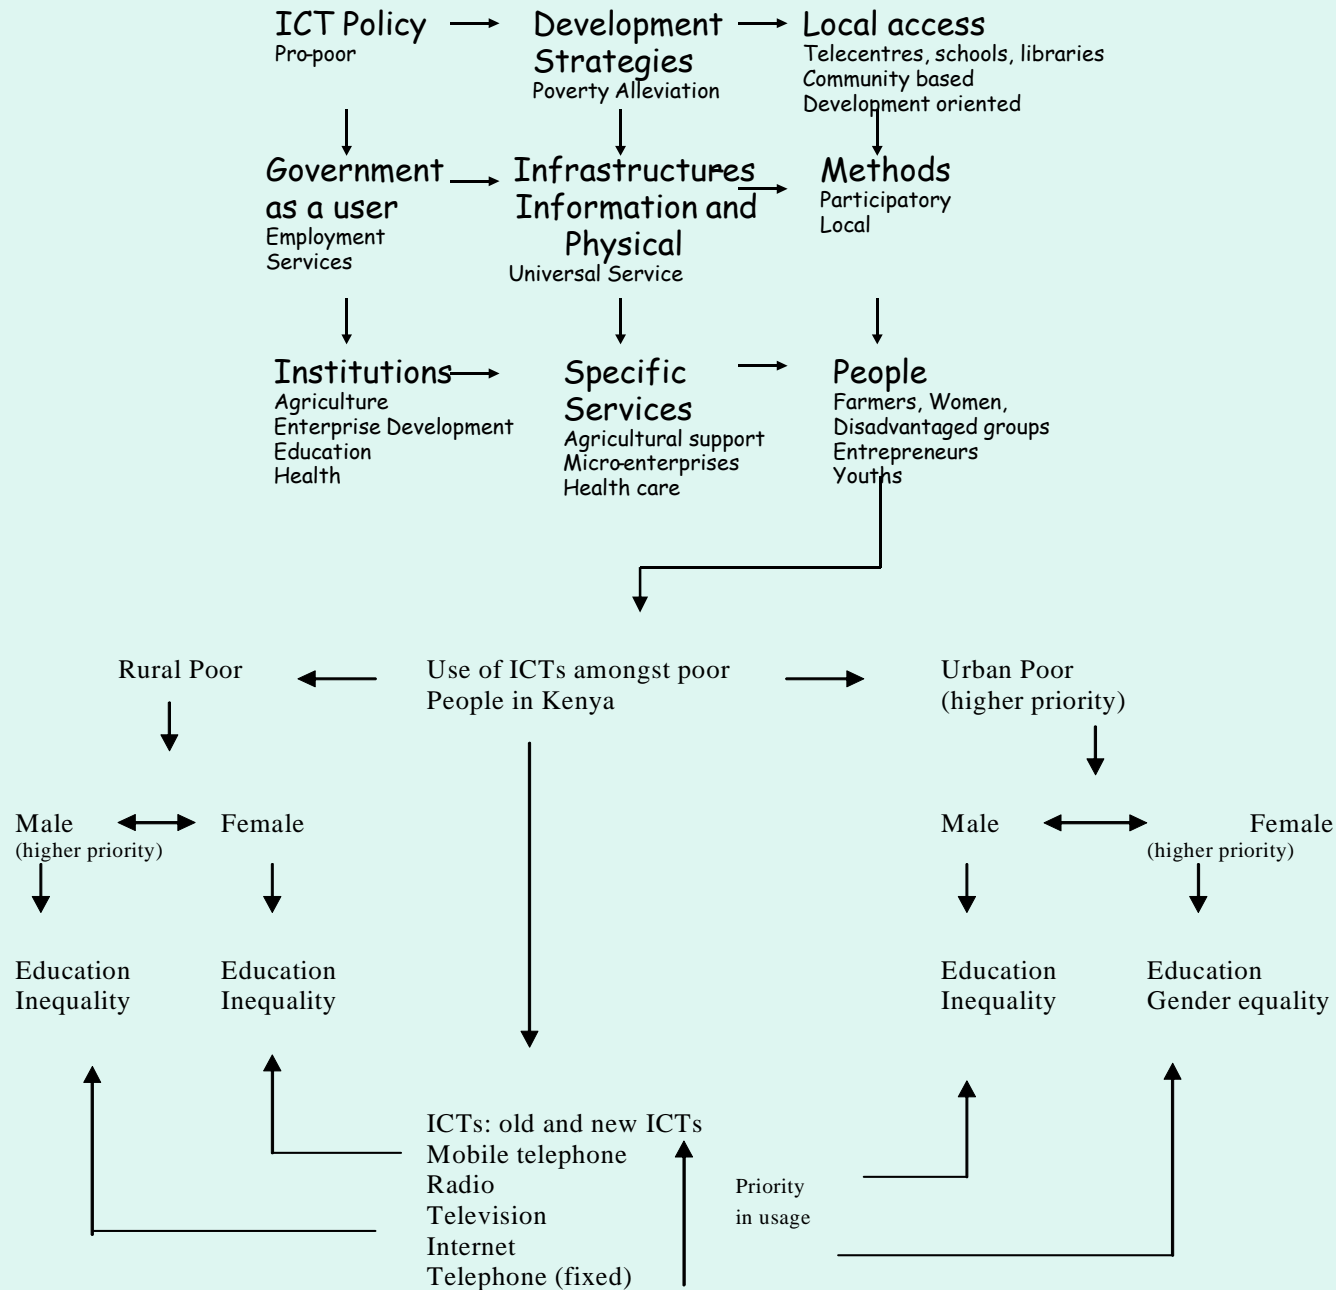 ICT Policy
Pro-poor
Development
Strategies
Poverty Alleviation
Local access
Telecentres, schools, libraries
Community based
Development oriented
Government
as a user
Employment
Services
Infrastructures
Information and
Physical
Universal Service
Methods
Participatory
Local
Institutions
Agriculture
Enterprise Development
Education
Health
Specific
Services
Agricultural support
Micro-enterprises
Health care
People
Farmers, Women,
Disadvantaged groups
Entrepreneurs
Youths
Rural Poor
Use of ICTs amongst poor
People in Kenya
Urban Poor
(higher priority)
Male
(higher priority)
Female
Male
Female
(higher priority)
Education
Inequality
Education
Inequality
Education
Inequality
Education
Gender equality
ICTs: old and new ICTs
Mobile telephone
Radio
Television
Internet
Telephone (fixed)
Priority
in usage